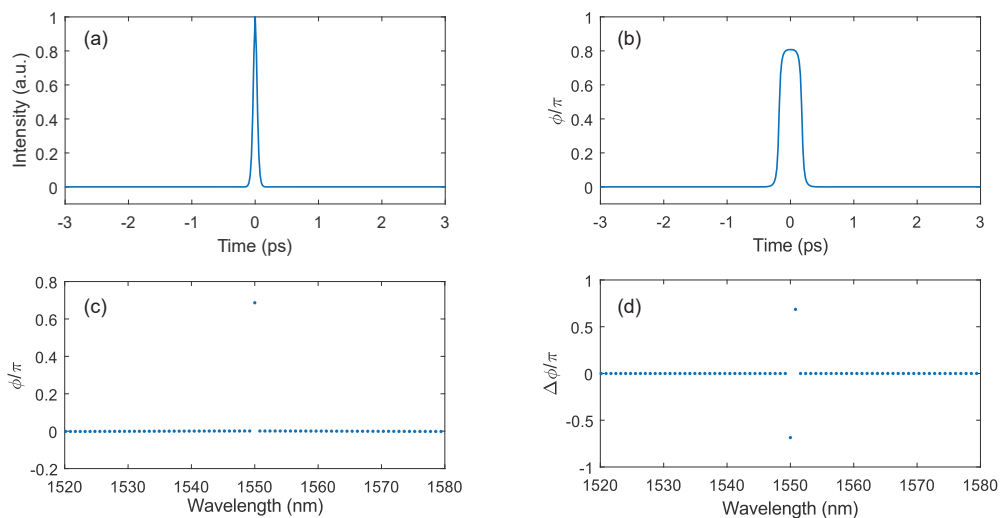 (a)
Intensity (a.u.)
1
0.8
0.6
0.4
0.2
0
-3 -2 -1 0 1 2 3
Time (ps)
(b)
ϕ/π
1
0.8
0.6
0.4
0.2
0
-3 -2 -1 0 1 2 3
Time (ps)
(c)
ϕ/π
0.8
0.6
0.4
0.2
0
-0.2
1520 1530 1540 1550 1560 1570 1580
Wavelength (nm)
(d)
Δϕ/π
1
0.5
0
-0.5
-1
1520 1530 1540 1550 1560 1570 1580
Wavelength (nm)